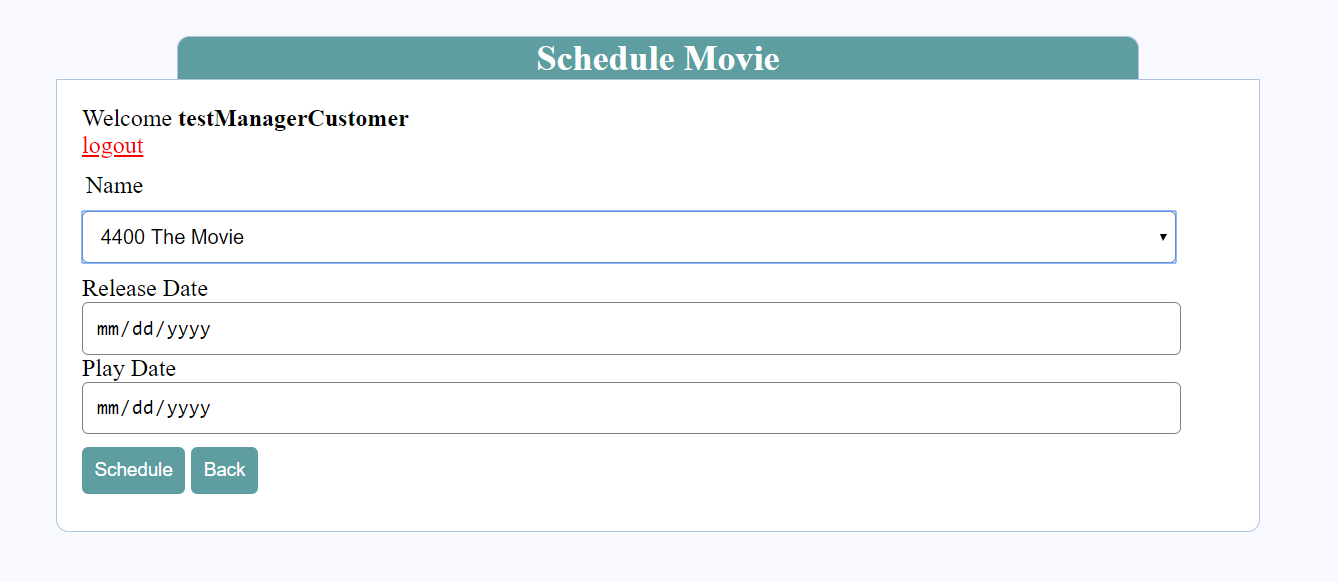 Schedule Movie
Welcome testManagerCustomer
logout
Name
4400 The Movie
Release Date
mm/dd/yyyy
Play Date
mm/dd/yyyy
Schedule Back